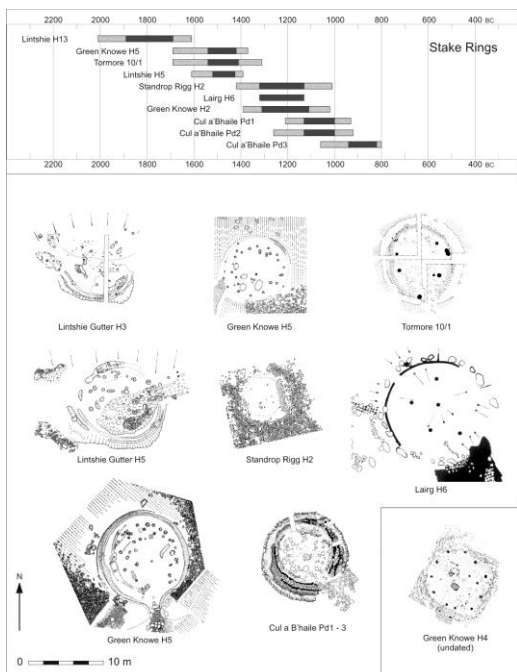 2200 2000 1800 1600 1400 1200 1000 800 600 400 BC
Stake Rings
Lintshie H13
Green Knowe H5
Tormore 10/1
Lintshie H5
Standrop Rigg H2
Lairg H6
Green Knowe H2
Cul a'Bhaile Pd1
Cul a'Bhaile Pd2
Cul a'Bhaile Pd3
2200 2000 1800 1600 1400 1200 1000 800 600 400 BC
Lintshie Gutter H3
Green Knowe H5
Tormore 10/1
Lintshie Gutter H5
Standrop Rigg H2
Lairg H6
N
Green Knowe H5
Cul a B'haile Pd1 - 3
Green Knowe H4
(undated)
0 10 m